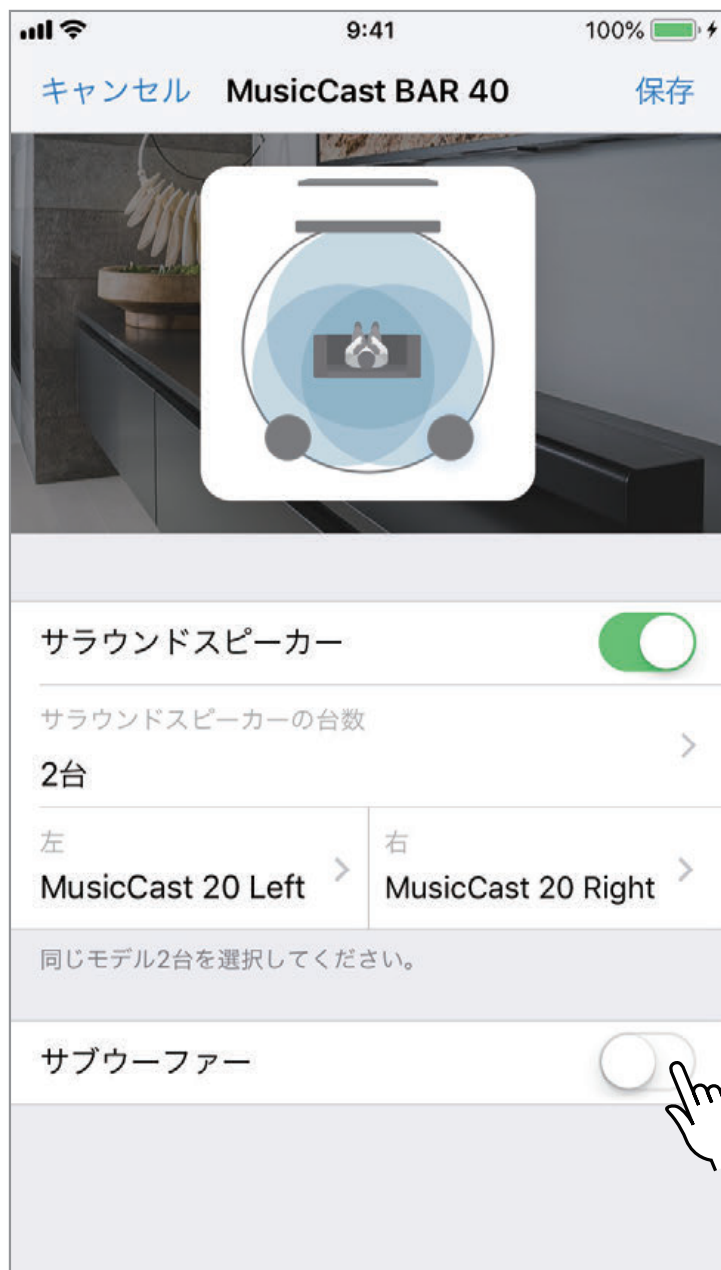 9:41
100%
キャンセル MusicCast BAR 40 保存
サラウンドスピーカー
サラウンドスピーカーの台数
2台
左
MusicCast 20 Left
右
MusicCast 20 Right
同じモデル2台を選択してください。
サブウーファー